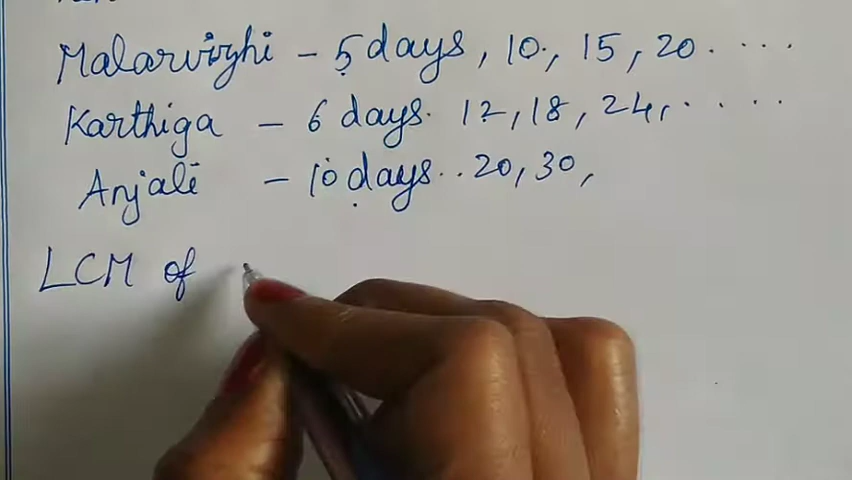 Malarvizhi - 5 days, 10, 15, 20 ....
Karthiga - 6 days. 12, 18, 24, ....
Anjali - 10 days.. 20, 30,
LCM of